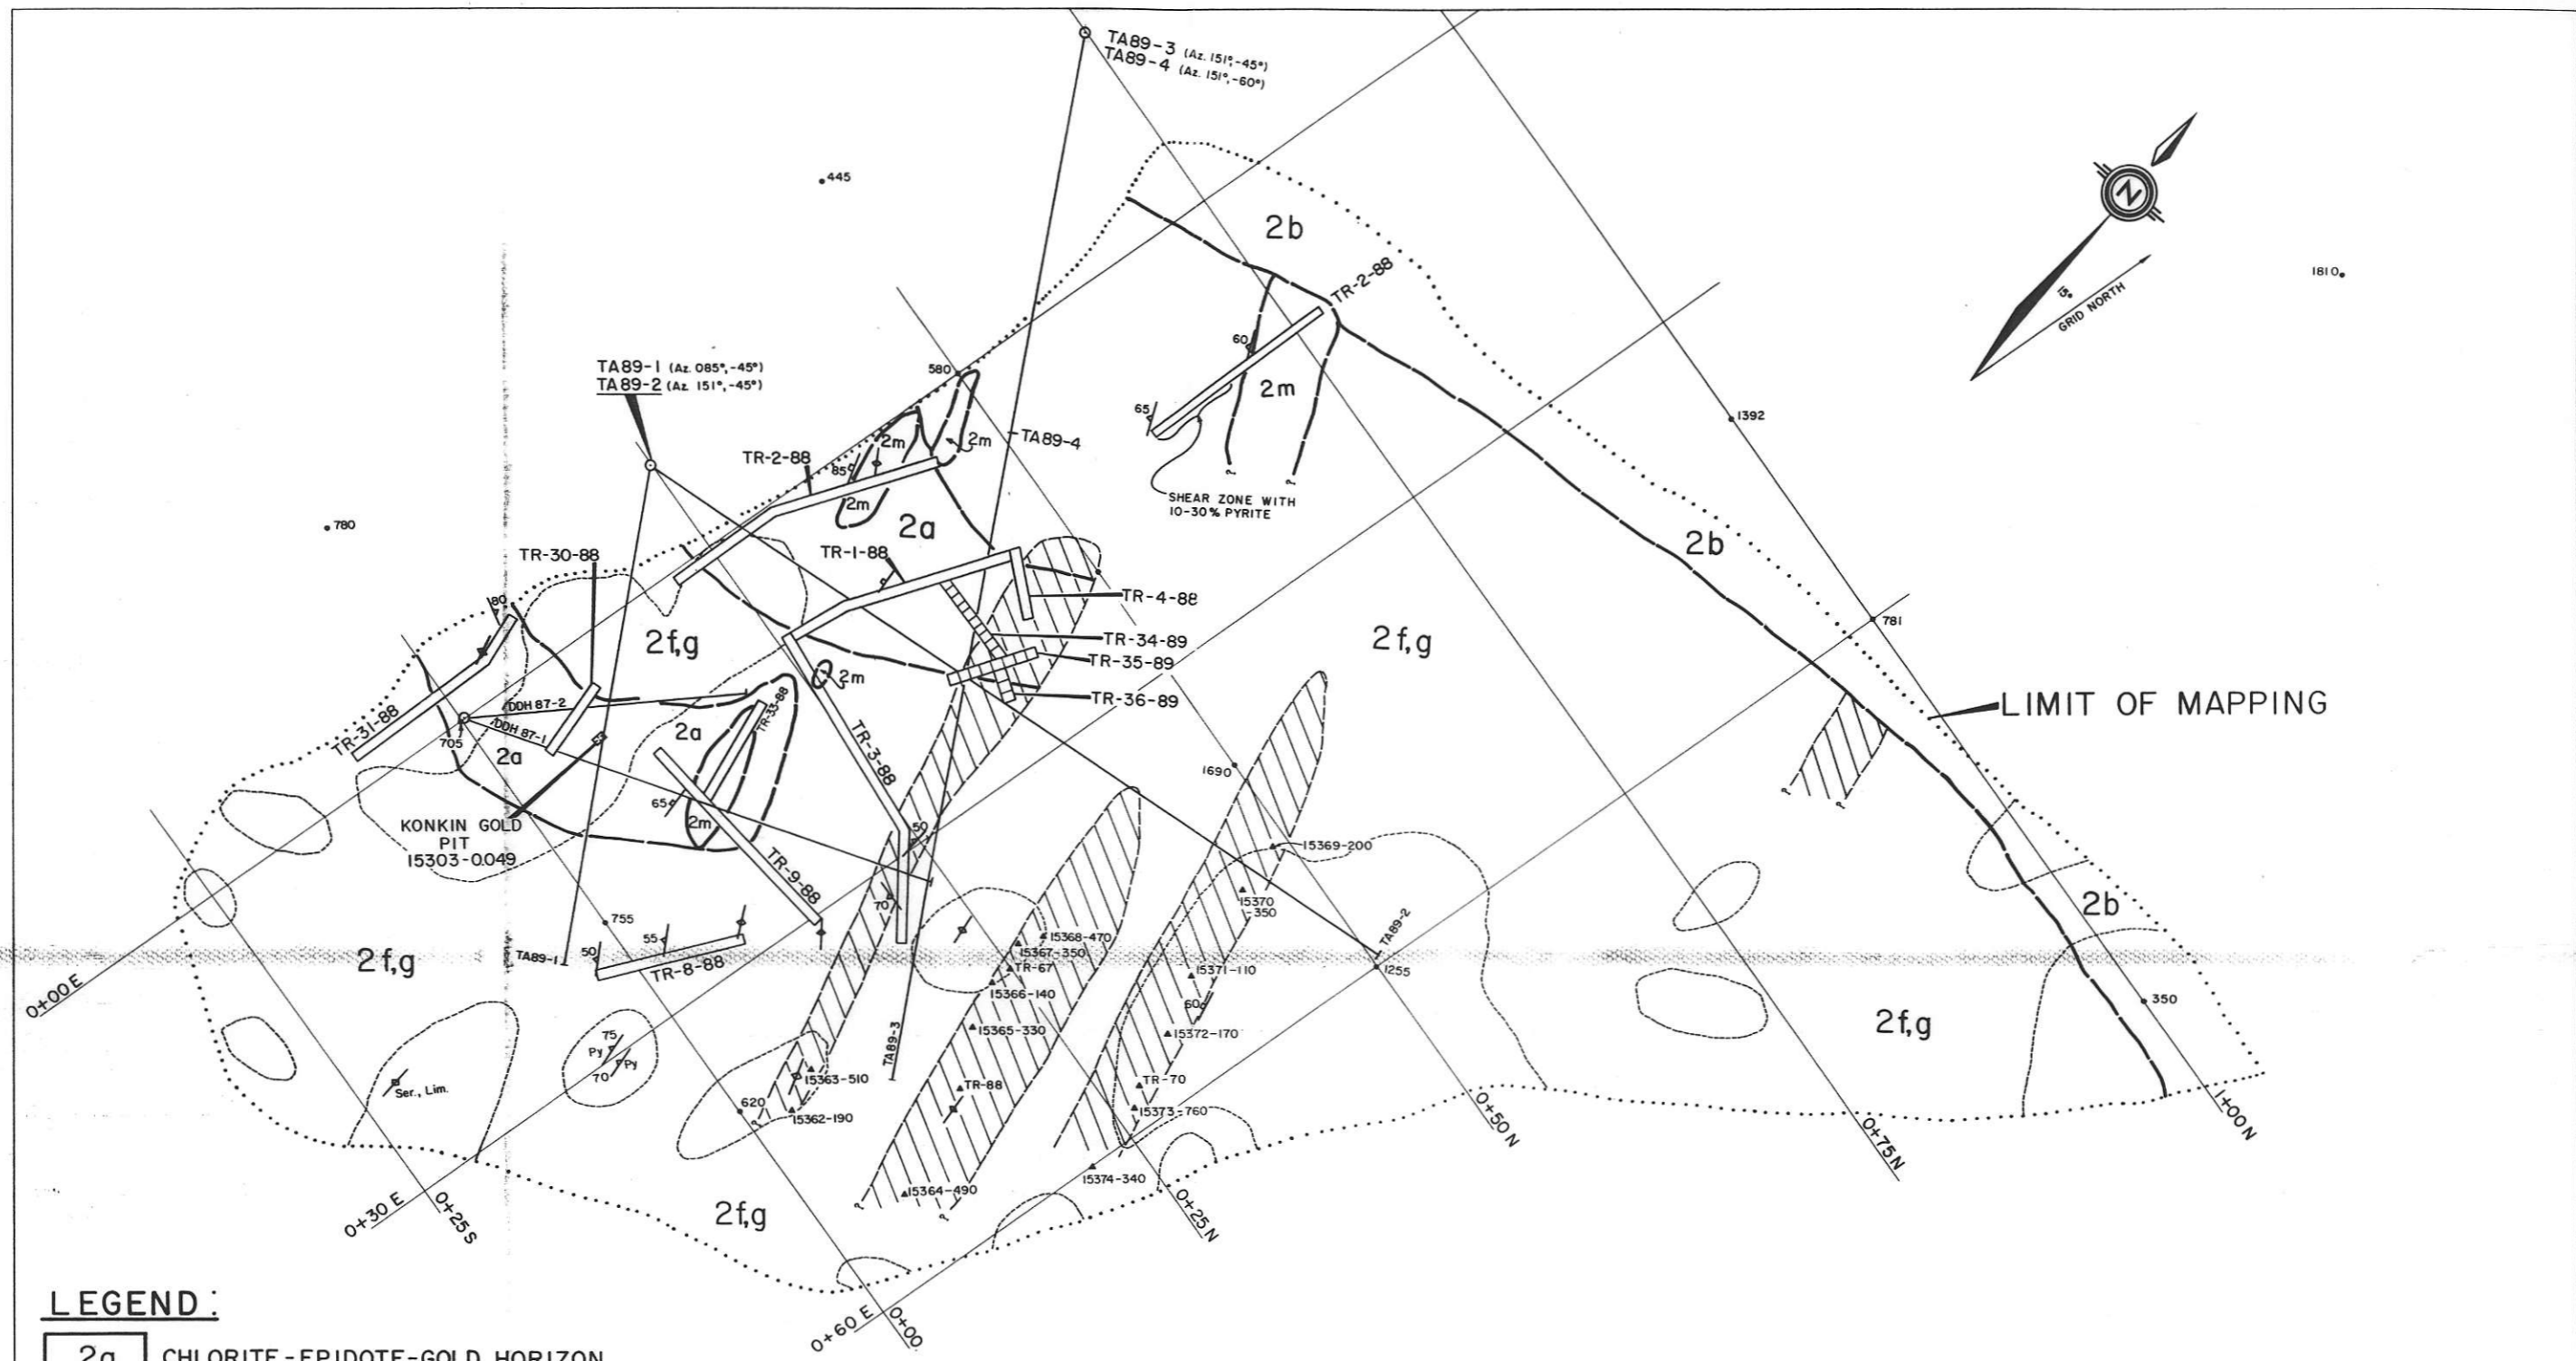 TA89-3 (Az. 151°,-45°)
TA89-4 (Az. 151°,-60°)
445
2b
N
1810
15°
GRID NORTH
TR-2-88
60
2m
65
SHEAR ZONE WITH
10-30% PYRITE
1392
TA89-1 (Az. 085°,-45°)
TA89-2 (Az. 151°,-45°)
580
2m
2m
TA89-4
TR-2-88
85
2m
2a
780
TR-30-88
TR-1-88
2b
80
2f,g
TR-4-88
TR-34-89
TR-35-89
TR-36-89
2f,g
781
2m
LIMIT OF MAPPING
TR-31-88
DDH 87-2
DDH 87-1
705
2a
2a
TR-33-88
TR-3-88
1690
65
2m
KONKIN GOLD
PIT
15303-0.049
50
TR-9-88
70
15369-200
15370
-350
2b
755
55
50
TA89-1
TR-8-88
2f,g
0+00 E
15368-470
15367-350
TR-67
15366-140
15371-110
60
TA89-2
1255
350
2f,g
15365-330
15372-170
TA89-3
75
Py
Py
70
Ser., Lim.
15363-510
620
?
15362-190
TR-88
TR-70
15373-760
15374-340
15364-490
?
?
?
?
?
?
0+50 N
0+75 N
1+00 N
0+30 E
0+25 S
2f,g
0+25 N
0+60 E
0+00
LEGEND:
2a CHLORITE-EPIDOTE-GOLD HORIZON